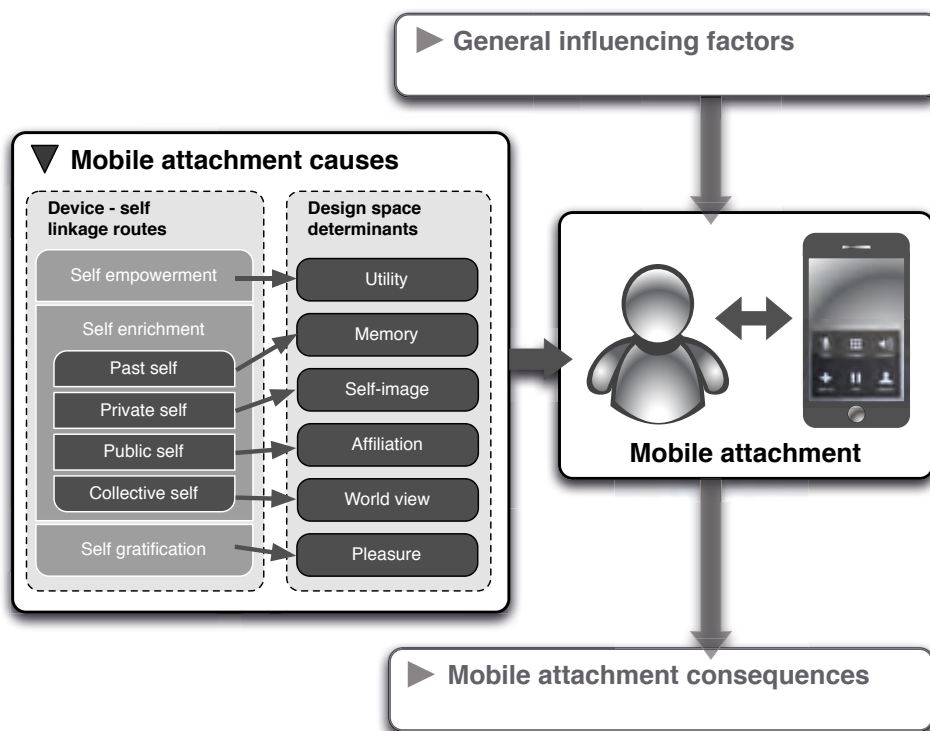 General influencing factors
Mobile attachment causes
Device - self
linkage routes
Self empowerment
Self enrichment
Past self
Private self
Public self
Collective self
Self gratification
Design space
determinants
Utility
Memory
Self-image
Affiliation
World view
Pleasure
Mobile attachment
Mobile attachment consequences